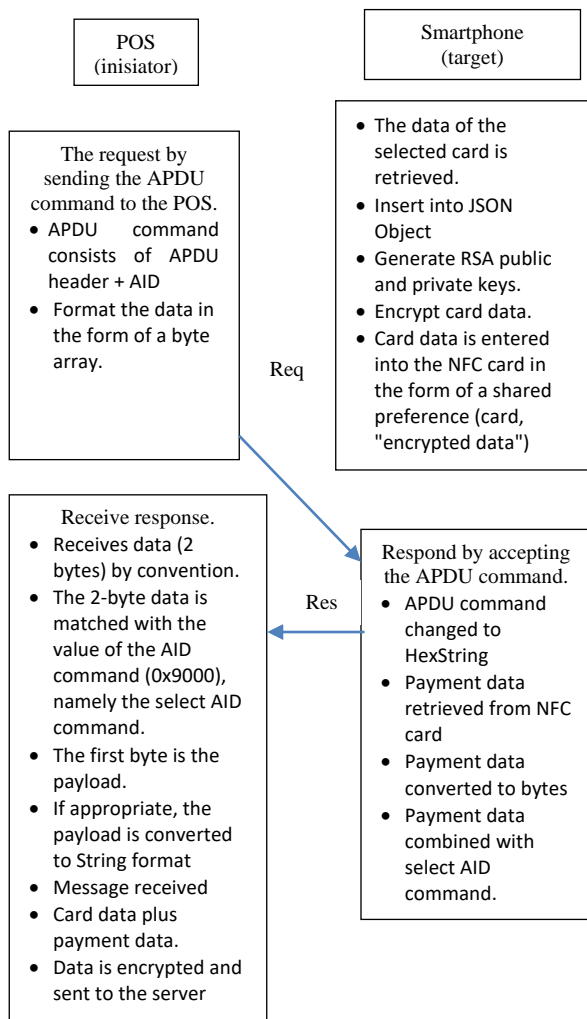 POS
(inisiator)
Smartphone
(target)
The request by
sending the APDU
command to the POS.
• APDU command
consists of APDU
header + AID
• Format the data in
the form of a byte
array.
• The data of the
selected card is
retrieved.
• Insert into JSON
Object
• Generate RSA public
and private keys.
• Encrypt card data.
• Card data is entered
into the NFC card in
the form of a shared
preference (card,
"encrypted data")
Req
Receive response.
• Receives data (2
bytes) by convention.
• The 2-byte data is
matched with the
value of the AID
command (0x9000),
namely the select AID
command.
• The first byte is the
payload.
• If appropriate, the
payload is converted
to String format
• Message received
• Card data plus
payment data.
• Data is encrypted and
sent to the server
Res
Respond by accepting
the APDU command.
• APDU command
changed to
HexString
• Payment data
retrieved from NFC
card
• Payment data
converted to bytes
• Payment data
combined with
select AID
command.